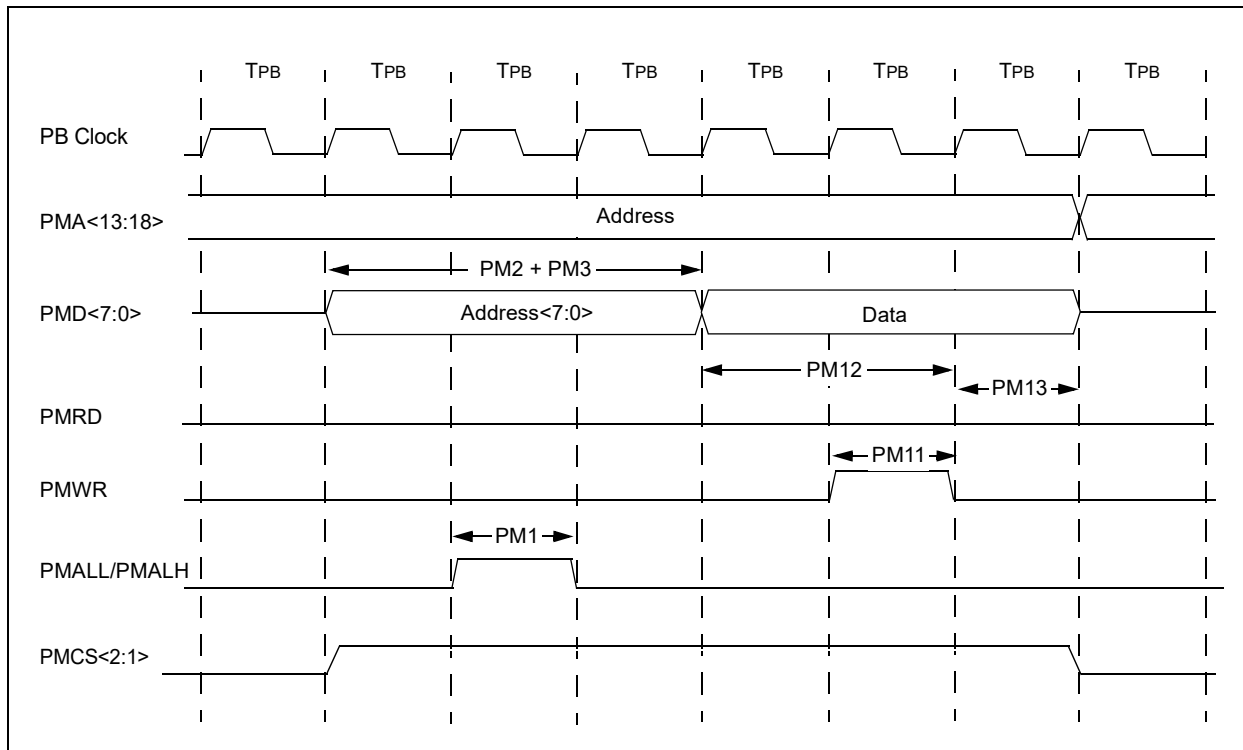 TPB TPB TPB TPB TPB TPB TPB TPB
PB Clock
PMA<13:18> Address
PM2 + PM3
PMD<7:0> Address<7:0> Data
PM12
PM13
PMRD
PM11
PMWR
PM1
PMALL/PMALH
PMCS<2:1>